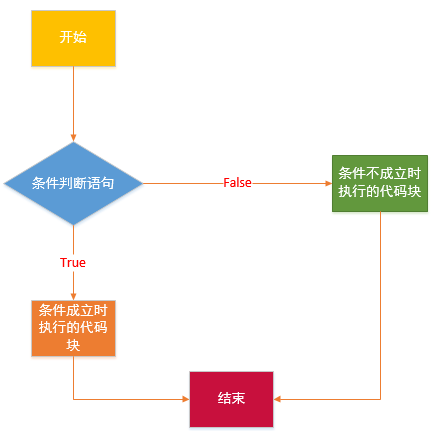 开始
条件判断语句
False
条件不成立时
执行的代码块
True
条件成立时
执行的代码
块
结束